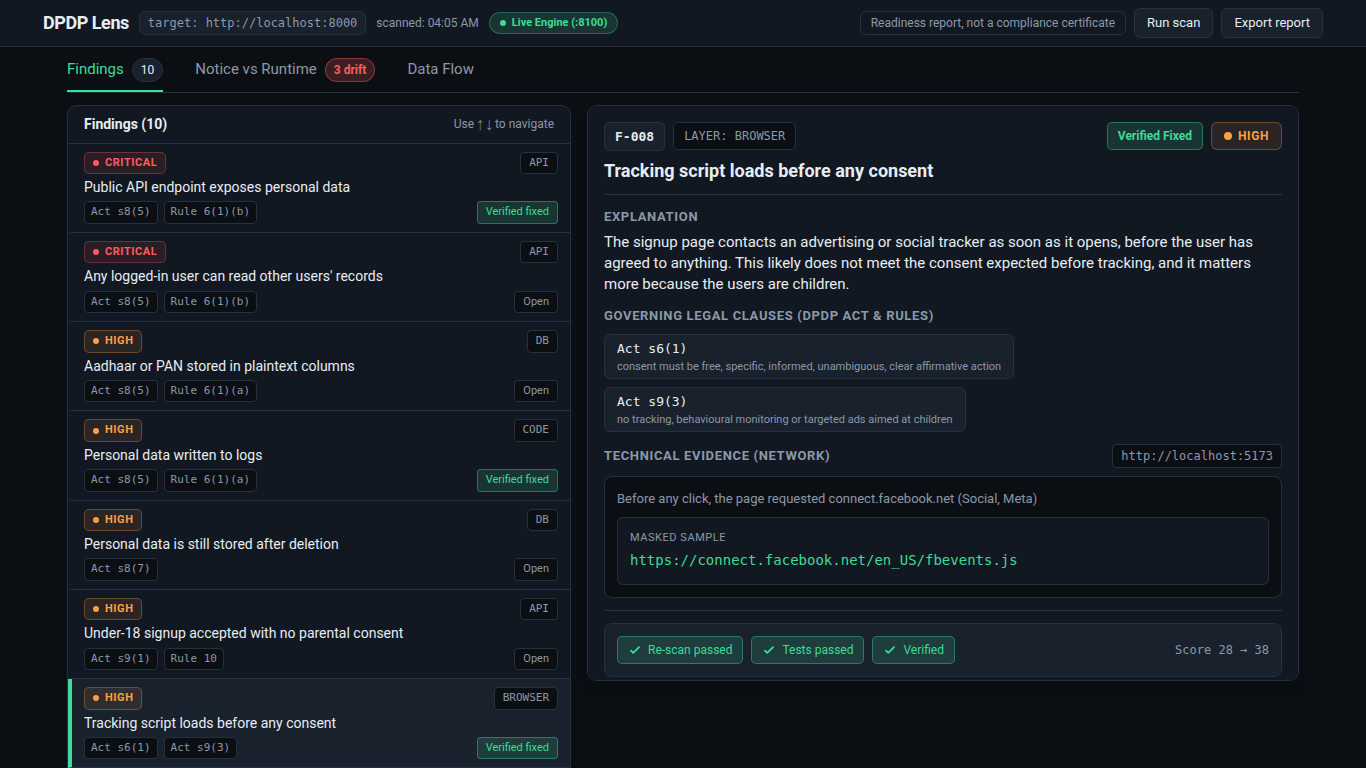 DPDP Lens
target: http://localhost:8000
scanned: 04:05 AM
Live Engine (:8100)
Readiness report, not a compliance certificate
Run scan
Export report
Findings 10
Notice vs Runtime 3 drift
Data Flow
Findings (10)
Use ↑ ↓ to navigate
CRITICAL
API
Public API endpoint exposes personal data
Act s8(5) Rule 6(1)(b)
Verified fixed
CRITICAL
API
Any logged-in user can read other users' records
Act s8(5) Rule 6(1)(b)
Open
HIGH
DB
Aadhaar or PAN stored in plaintext columns
Act s8(5) Rule 6(1)(a)
Open
HIGH
CODE
Personal data written to logs
Act s8(5) Rule 6(1)(a)
Verified fixed
HIGH
DB
Personal data is still stored after deletion
Act s8(7)
Open
HIGH
API
Under-18 signup accepted with no parental consent
Act s9(1) Rule 10
Open
HIGH
BROWSER
Tracking script loads before any consent
Act s6(1) Act s9(3)
Verified fixed
F-008
LAYER: BROWSER
Verified Fixed
HIGH
Tracking script loads before any consent
EXPLANATION
The signup page contacts an advertising or social tracker as soon as it opens, before the user has
agreed to anything. This likely does not meet the consent expected before tracking, and it matters
more because the users are children.
GOVERNING LEGAL CLAUSES (DPDP ACT & RULES)
Act s6(1)
consent must be free, specific, informed, unambiguous, clear affirmative action
Act s9(3)
no tracking, behavioural monitoring or targeted ads aimed at children
TECHNICAL EVIDENCE (NETWORK)
http://localhost:5173
Before any click, the page requested connect.facebook.net (Social, Meta)
MASKED SAMPLE
https://connect.facebook.net/en_US/fbevents.js
✓ Re-scan passed
✓ Tests passed
✓ Verified
Score 28 → 38